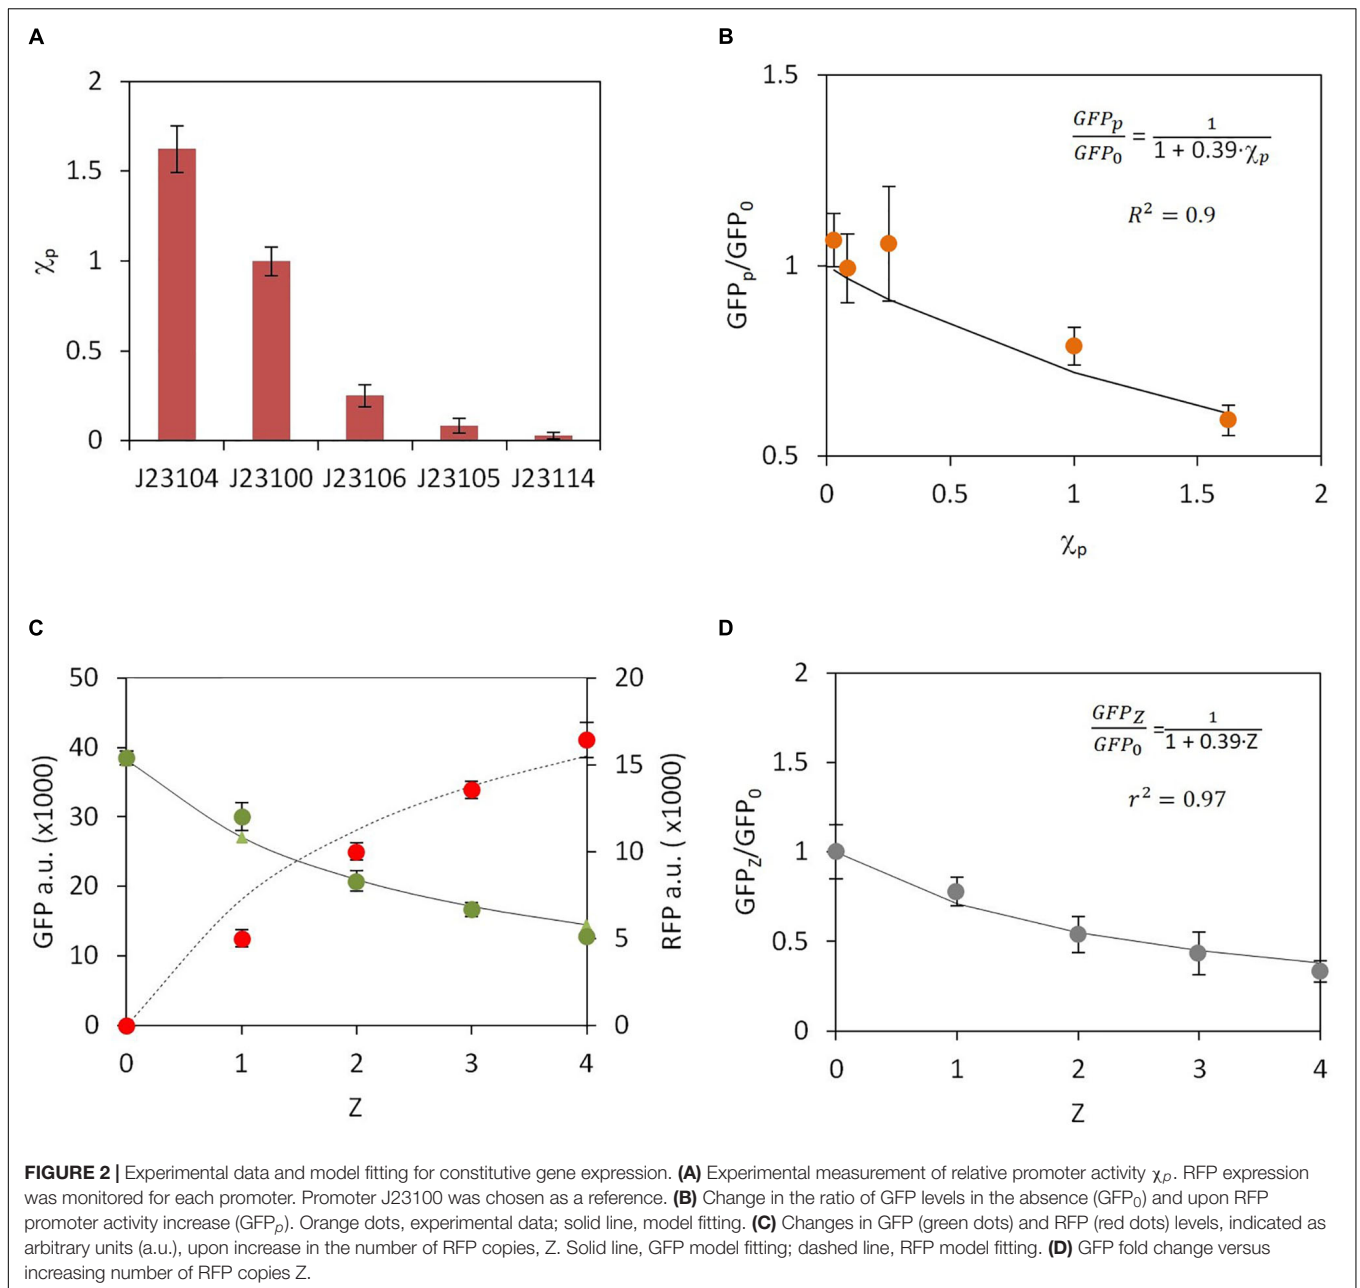 A
2
1.5
1
0.5
0
χp
J23104 J23100 J23106 J23105 J23114
B
1.5
1
0.5
GFPp/GFP0
GFPp/GFP0 = 1/(1 + 0.39·χp)
R² = 0.9
0 0.5 1 1.5 2
χp
C
50
40
30
20
10
0
GFP a.u. (x1000)
20
15
10
5
0
RFP a.u. ( x1000)
0 1 2 3 4
Z
D
2
1.5
1
0.5
0
GFPZ/GFP0
GFPZ/GFP0 = 1/(1 + 0.39·Z)
r² = 0.97
0 1 2 3 4
Z
FIGURE 2 | Experimental data and model fitting for constitutive gene expression. (A) Experimental measurement of relative promoter activity χp. RFP expression
was monitored for each promoter. Promoter J23100 was chosen as a reference. (B) Change in the ratio of GFP levels in the absence (GFP0) and upon RFP
promoter activity increase (GFPp). Orange dots, experimental data; solid line, model fitting. (C) Changes in GFP (green dots) and RFP (red dots) levels, indicated as
arbitrary units (a.u.), upon increase in the number of RFP copies, Z. Solid line, GFP model fitting; dashed line, RFP model fitting. (D) GFP fold change versus
increasing number of RFP copies Z.